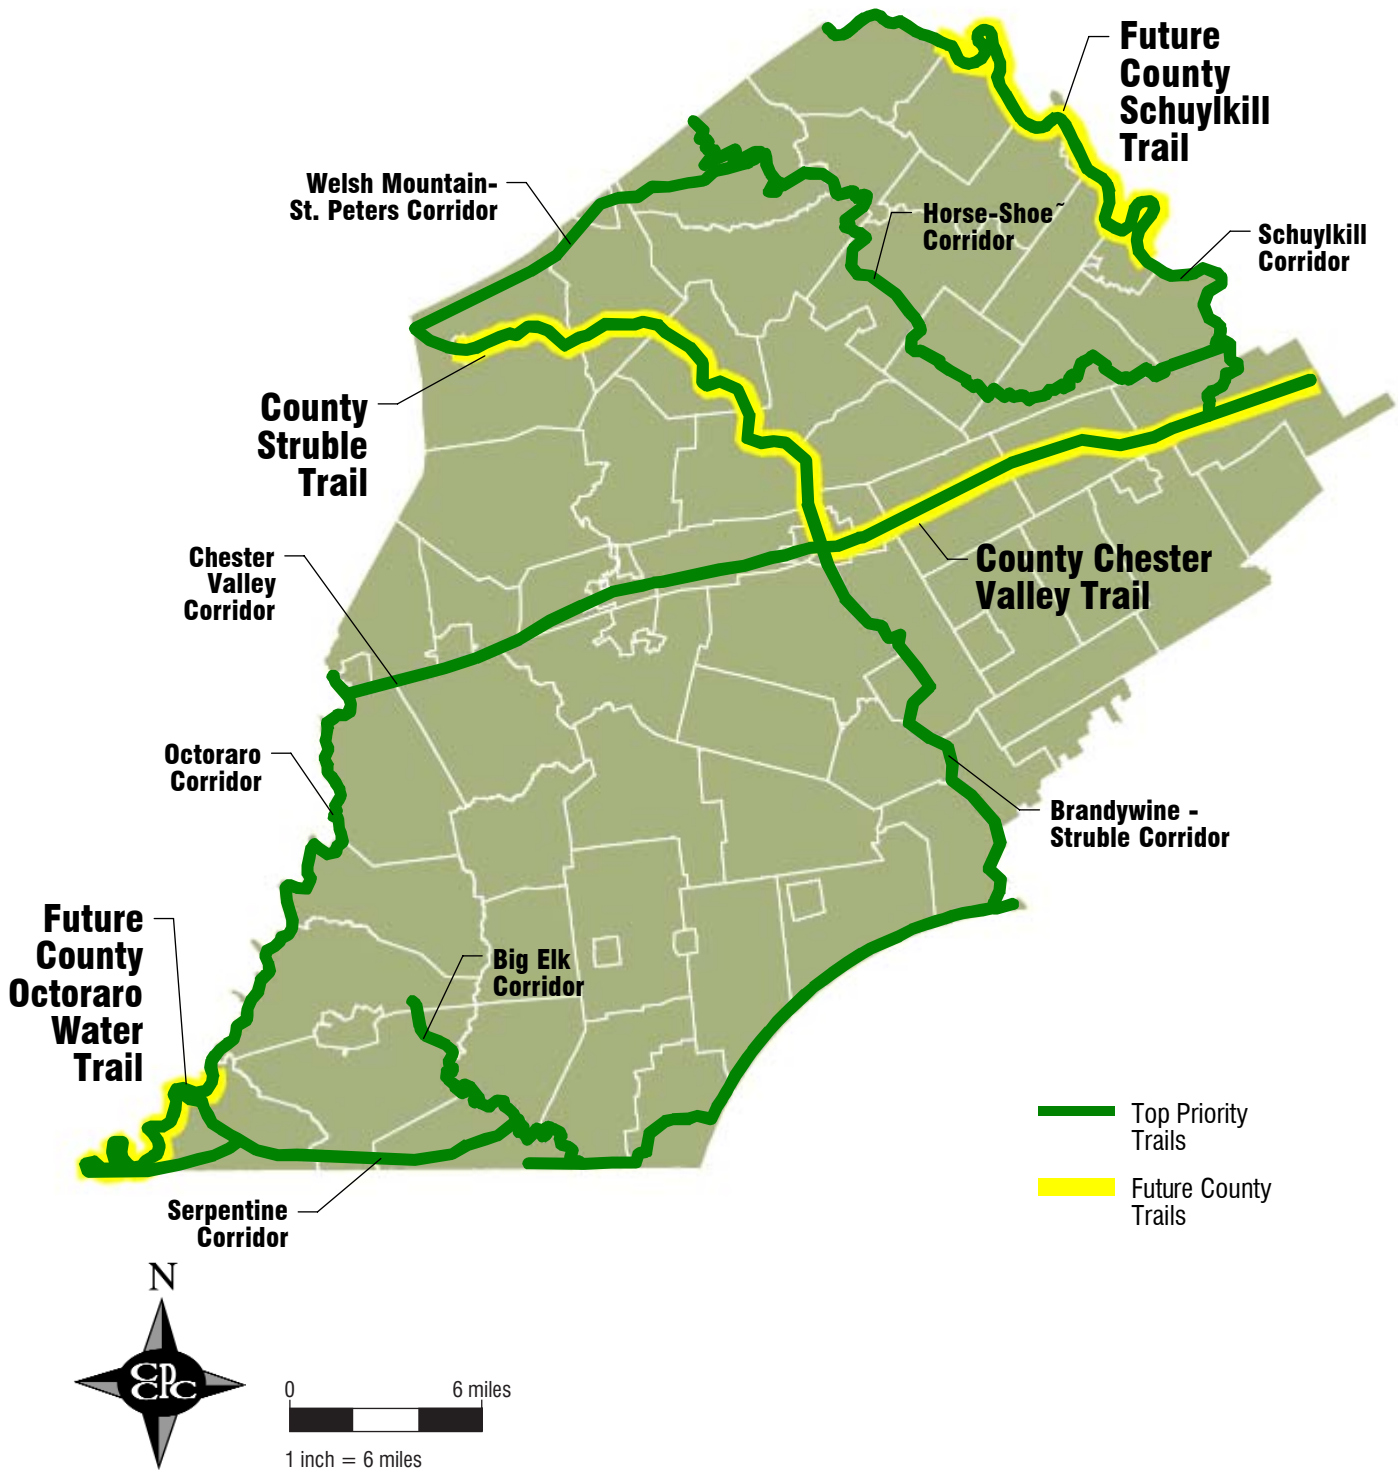 Future
County
Schuylkill
Trail
Welsh Mountain-
St. Peters Corridor
Horse-Shoe~
Corridor
Schuylkill
Corridor
County
Struble
Trail
Chester
Valley
Corridor
County Chester
Valley Trail
Octoraro
Corridor
Brandywine -
Struble Corridor
Future
County
Octoraro
Water
Trail
Big Elk
Corridor
Top Priority
Trails
Future County
Trails
Serpentine
Corridor
N
CP
CPC
0 6 miles
1 inch = 6 miles